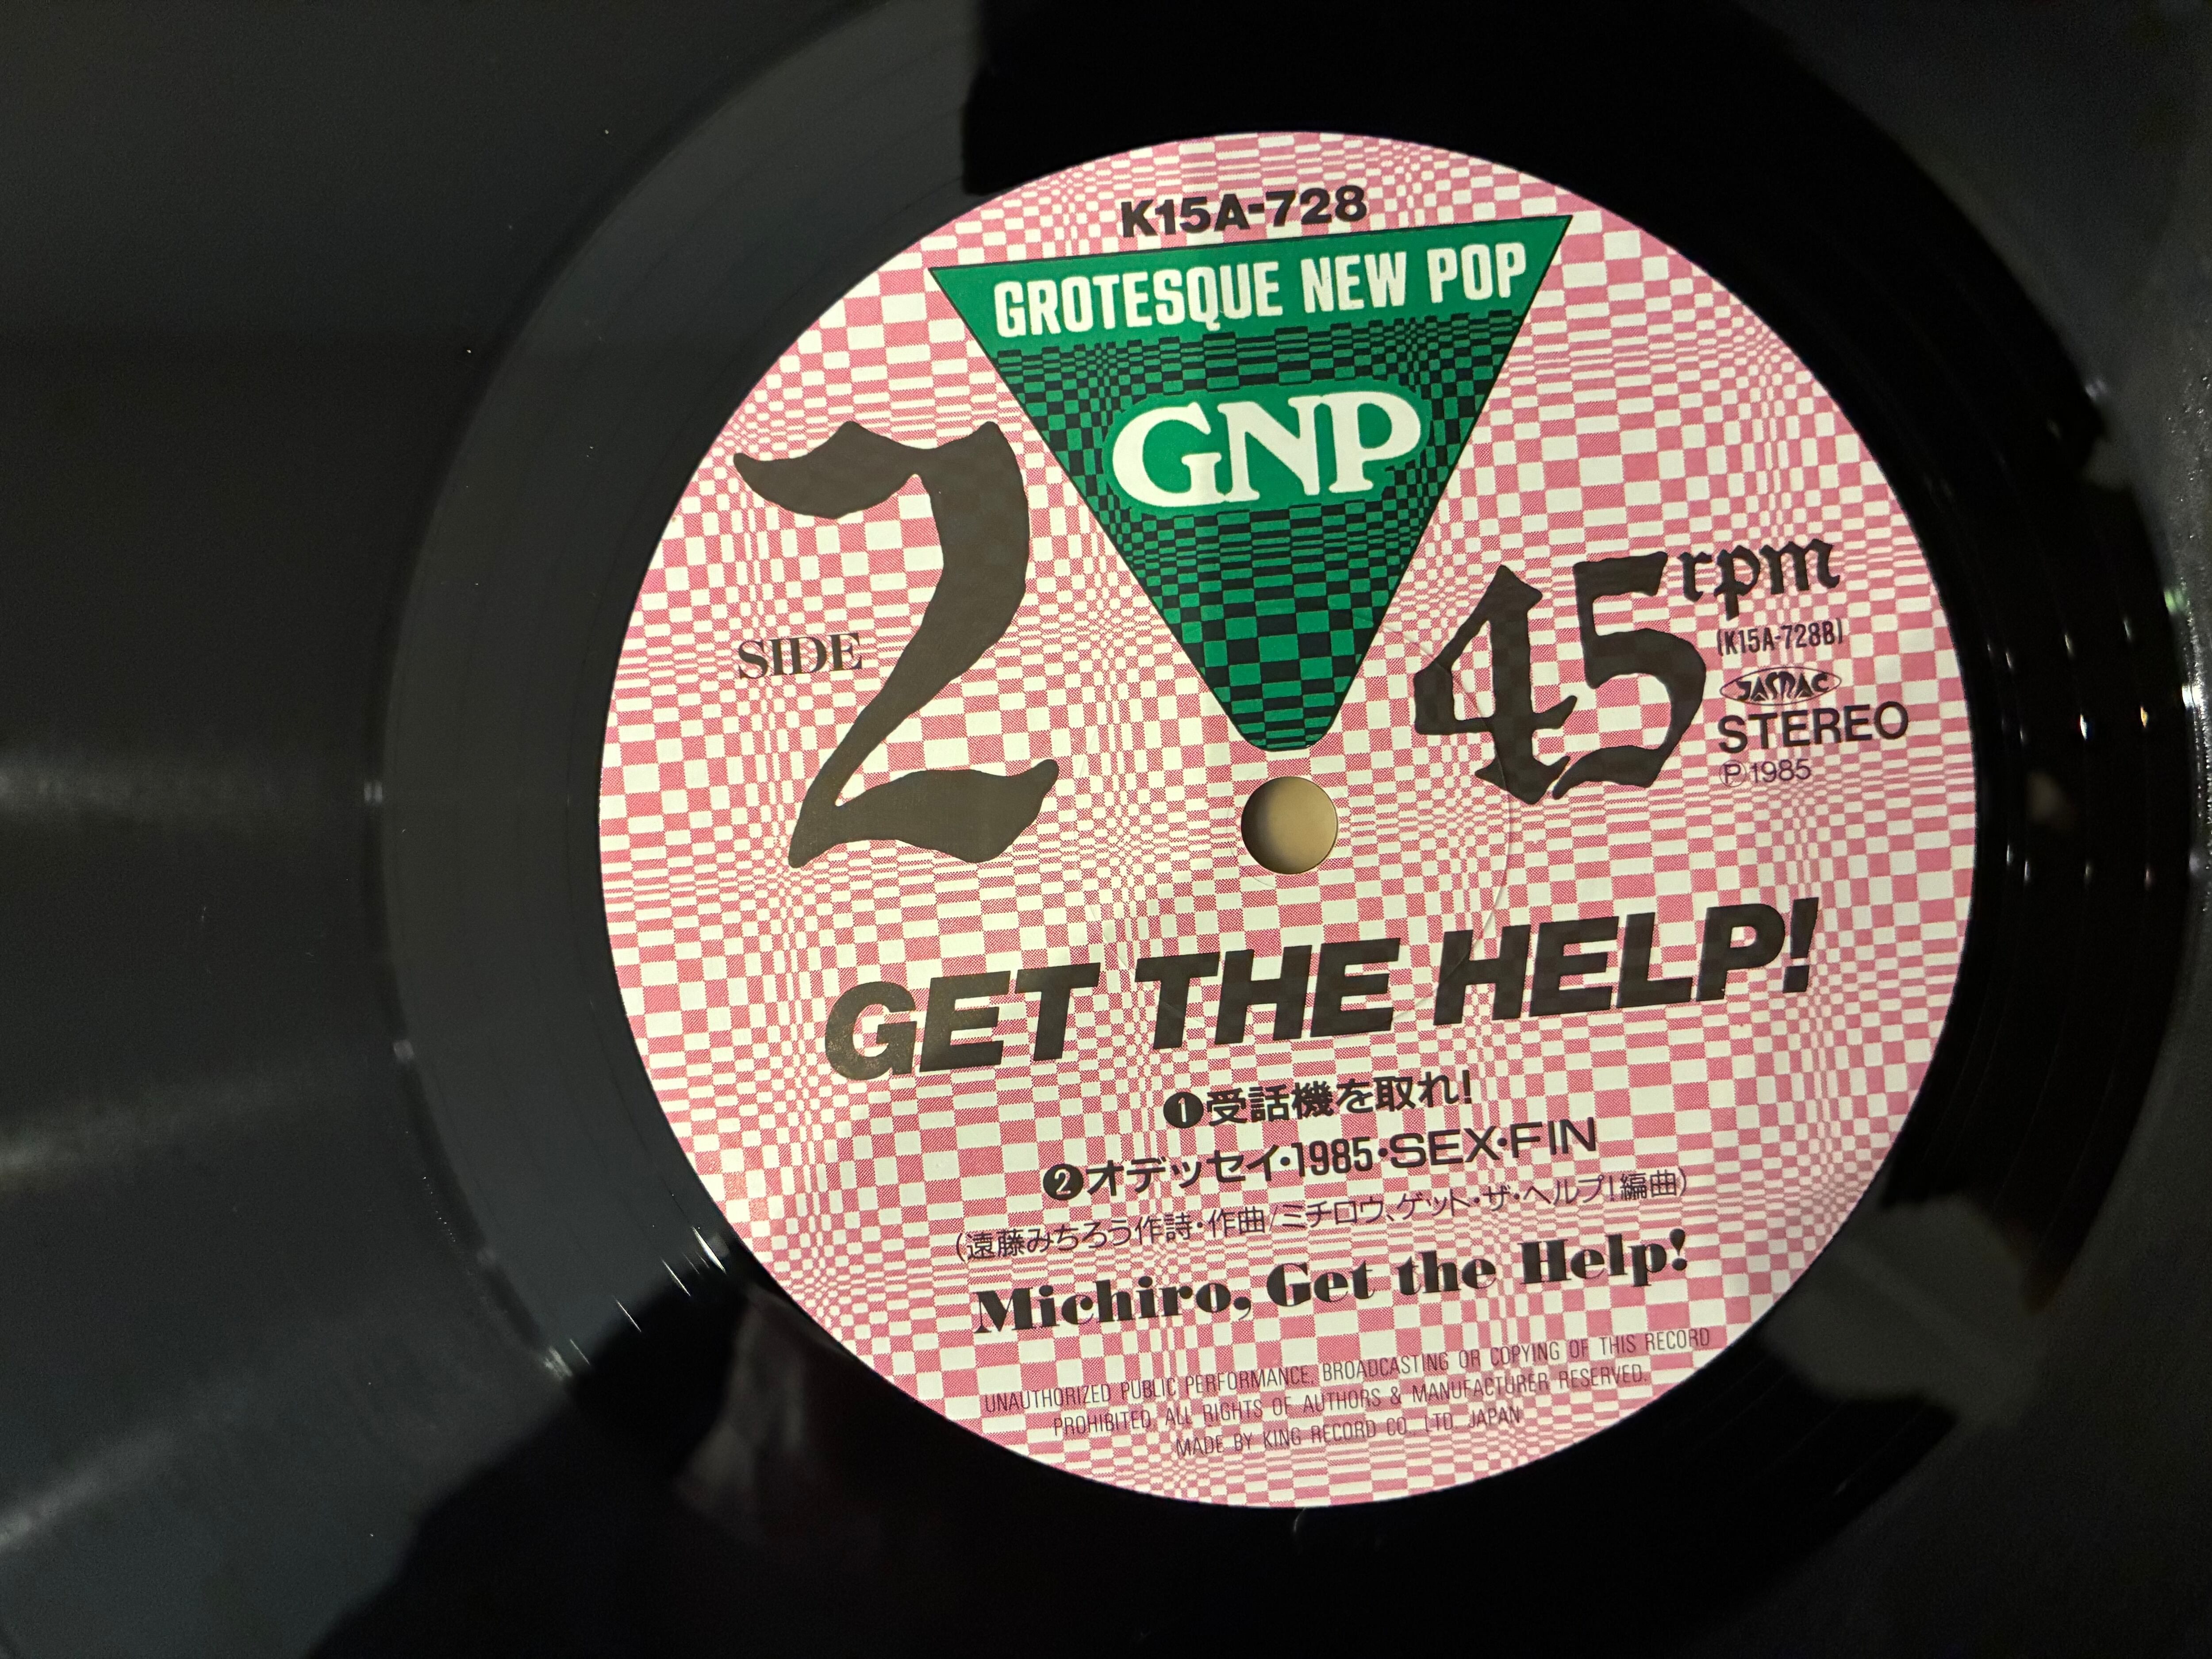 K15A-728
GROTESQUE NEW POP
GNP
SIDE 2
45 rpm
(K15A-728B)
JASRAC
STEREO
Ⓟ 1985
GET THE HELP!
❶受話機を取れ!
❷オデッセイ・1985・SEX・FIN
(遠藤みちろう作詩・作曲/ミチロウ、ゲット・ザ・ヘルプ!編曲)
Michiro, Get the Help!
UNAUTHORIZED PUBLIC PERFORMANCE, BROADCASTING OR COPYING OF THIS RECORD
PROHIBITED. ALL RIGHTS OF AUTHORS & MANUFACTURER RESERVED.
MADE BY KING RECORD CO., LTD. JAPAN